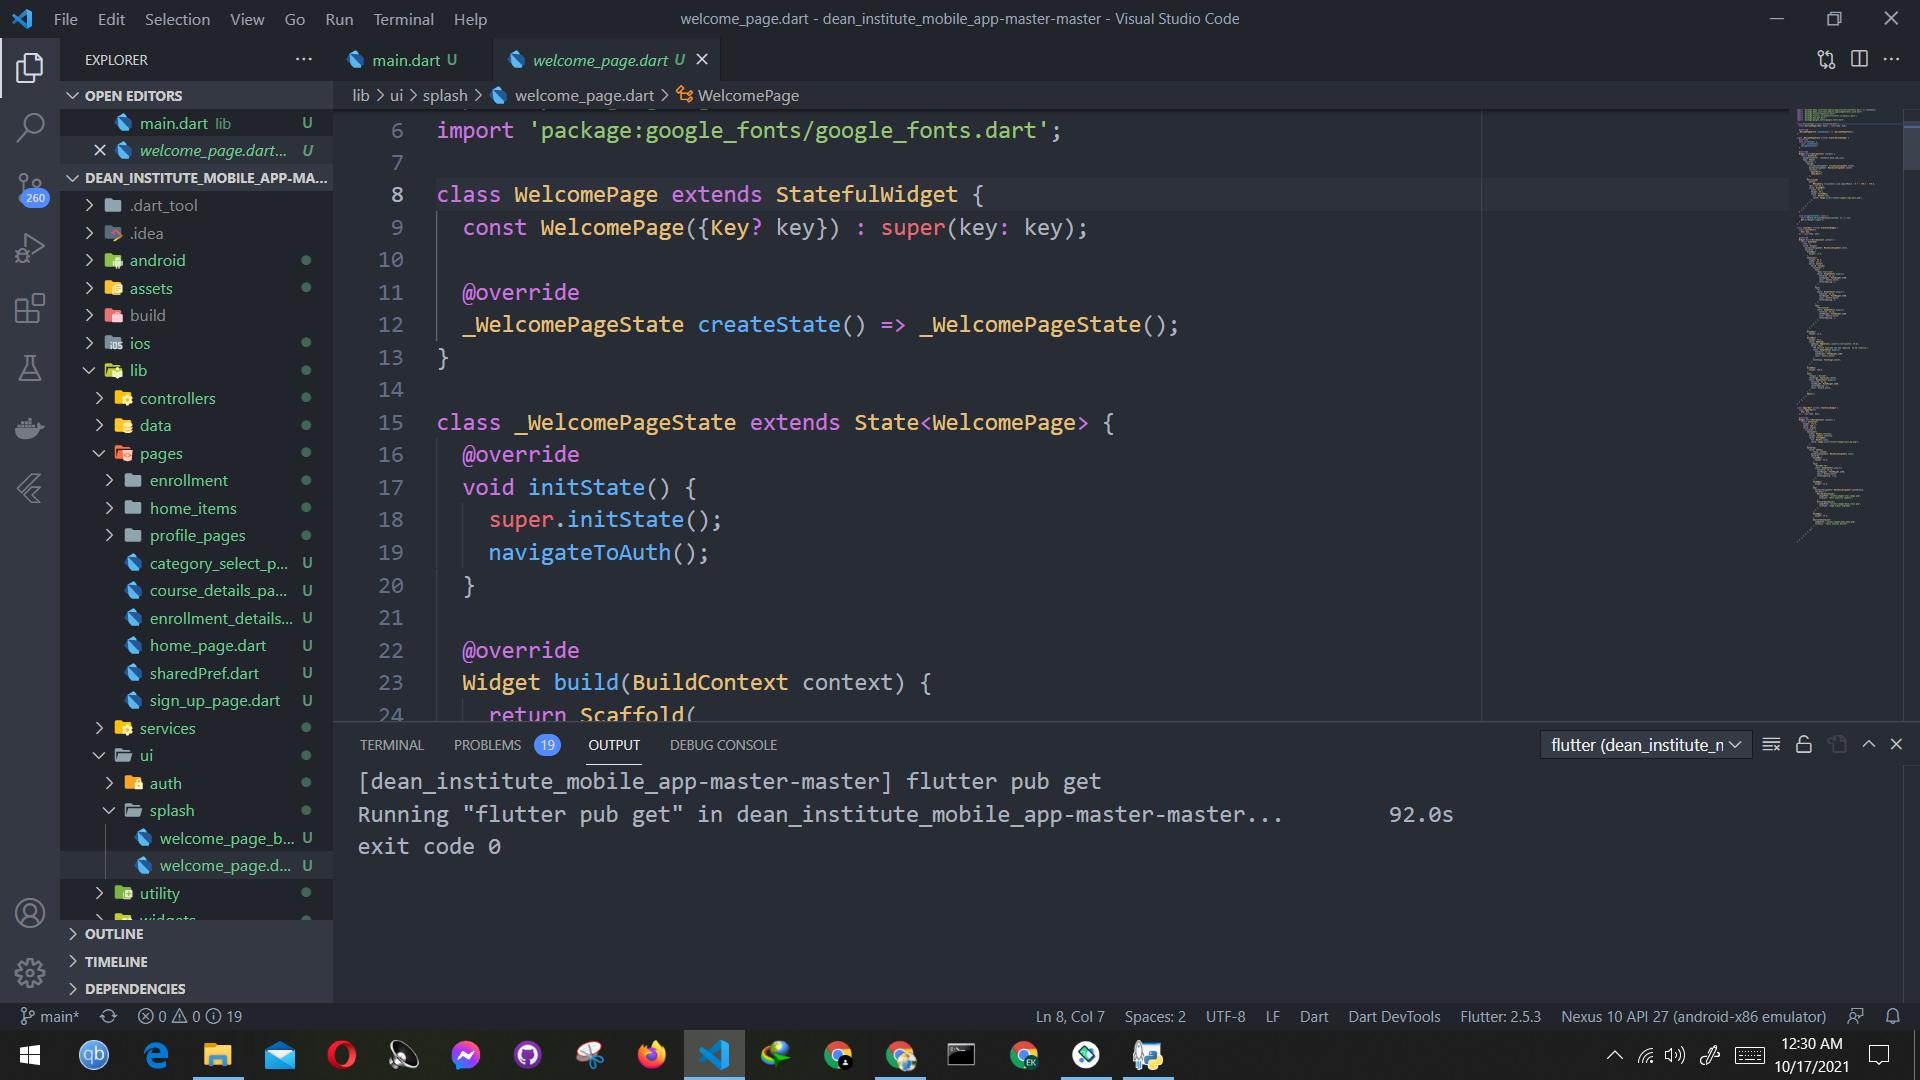 File Edit Selection View Go Run Terminal Help
welcome_page.dart - dean_institute_mobile_app-master-master - Visual Studio Code
EXPLORER
main.dart U
welcome_page.dart U
OPEN EDITORS
main.dart lib U
welcome_page.dart... U
DEAN_INSTITUTE_MOBILE_APP-MA...
260
.dart_tool
.idea
android
assets
build
ios
lib
controllers
data
pages
enrollment
home_items
profile_pages
category_select_p... U
course_details_pa... U
enrollment_details... U
home_page.dart U
sharedPref.dart U
sign_up_page.dart U
services
ui
auth
splash
welcome_page_b... U
welcome_page.d... U
utility
widgets
OUTLINE
TIMELINE
DEPENDENCIES
lib > ui > splash > welcome_page.dart > WelcomePage
6 import 'package:google_fonts/google_fonts.dart';
7
8 class WelcomePage extends StatefulWidget {
9 const WelcomePage({Key? key}) : super(key: key);
10
11 @override
12 _WelcomePageState createState() => _WelcomePageState();
13 }
14
15 class _WelcomePageState extends State<WelcomePage> {
16 @override
17 void initState() {
18 super.initState();
19 navigateToAuth();
20 }
21
22 @override
23 Widget build(BuildContext context) {
24 return Scaffold(
TERMINAL PROBLEMS 19 OUTPUT DEBUG CONSOLE
flutter (dean_institute_n
[dean_institute_mobile_app-master-master] flutter pub get
Running "flutter pub get" in dean_institute_mobile_app-master-master... 92.0s
exit code 0
main* 0 0 19
Ln 8, Col 7 Spaces: 2 UTF-8 LF Dart Dart DevTools Flutter: 2.5.3 Nexus 10 API 27 (android-x86 emulator)
qb
EK
12:30 AM
10/17/2021